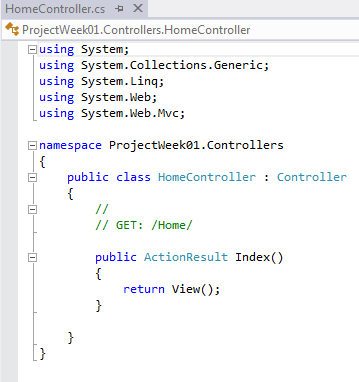 HomeController.cs
ProjectWeek01.Controllers.HomeController
using System;
using System.Collections.Generic;
using System.Linq;
using System.Web;
using System.Web.Mvc;
namespace ProjectWeek01.Controllers
{
public class HomeController : Controller
{
//
// GET: /Home/
public ActionResult Index()
{
return View();
}
}
}